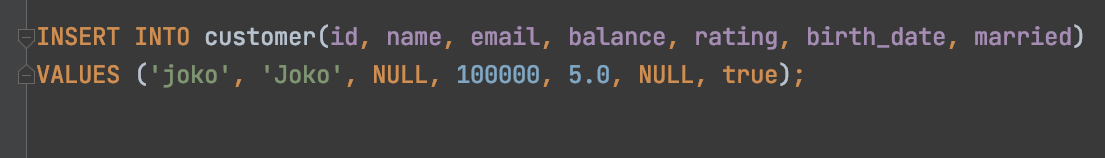 INSERT INTO customer(id, name, email, balance, rating, birth_date, married)
VALUES ('joko', 'Joko', NULL, 100000, 5.0, NULL, true);